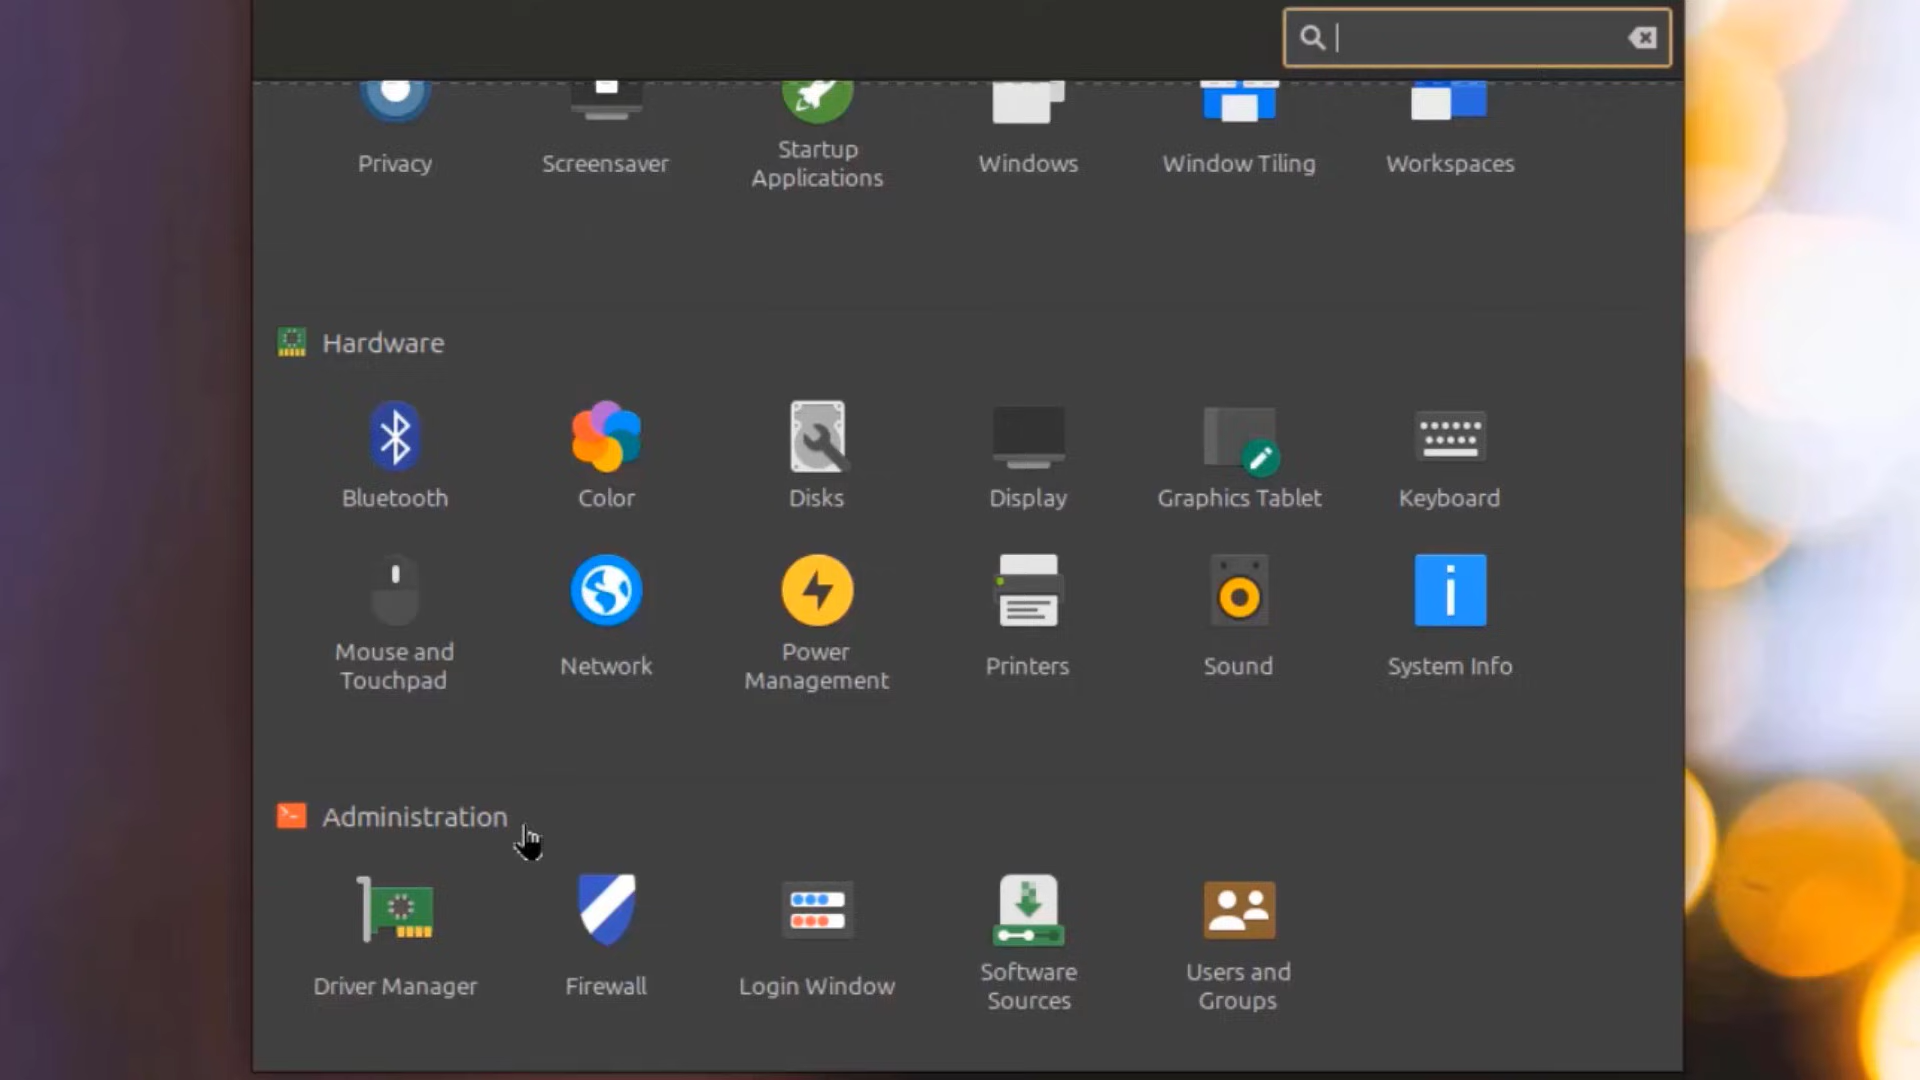 Privacy
Screensaver
Startup
Applications
Windows
Window Tiling
Workspaces
Hardware
Bluetooth
Color
Disks
Display
Graphics Tablet
Keyboard
Mouse and
Touchpad
Network
Power
Management
Printers
Sound
System Info
Administration
Driver Manager
Firewall
Login Window
Software
Sources
Users and
Groups